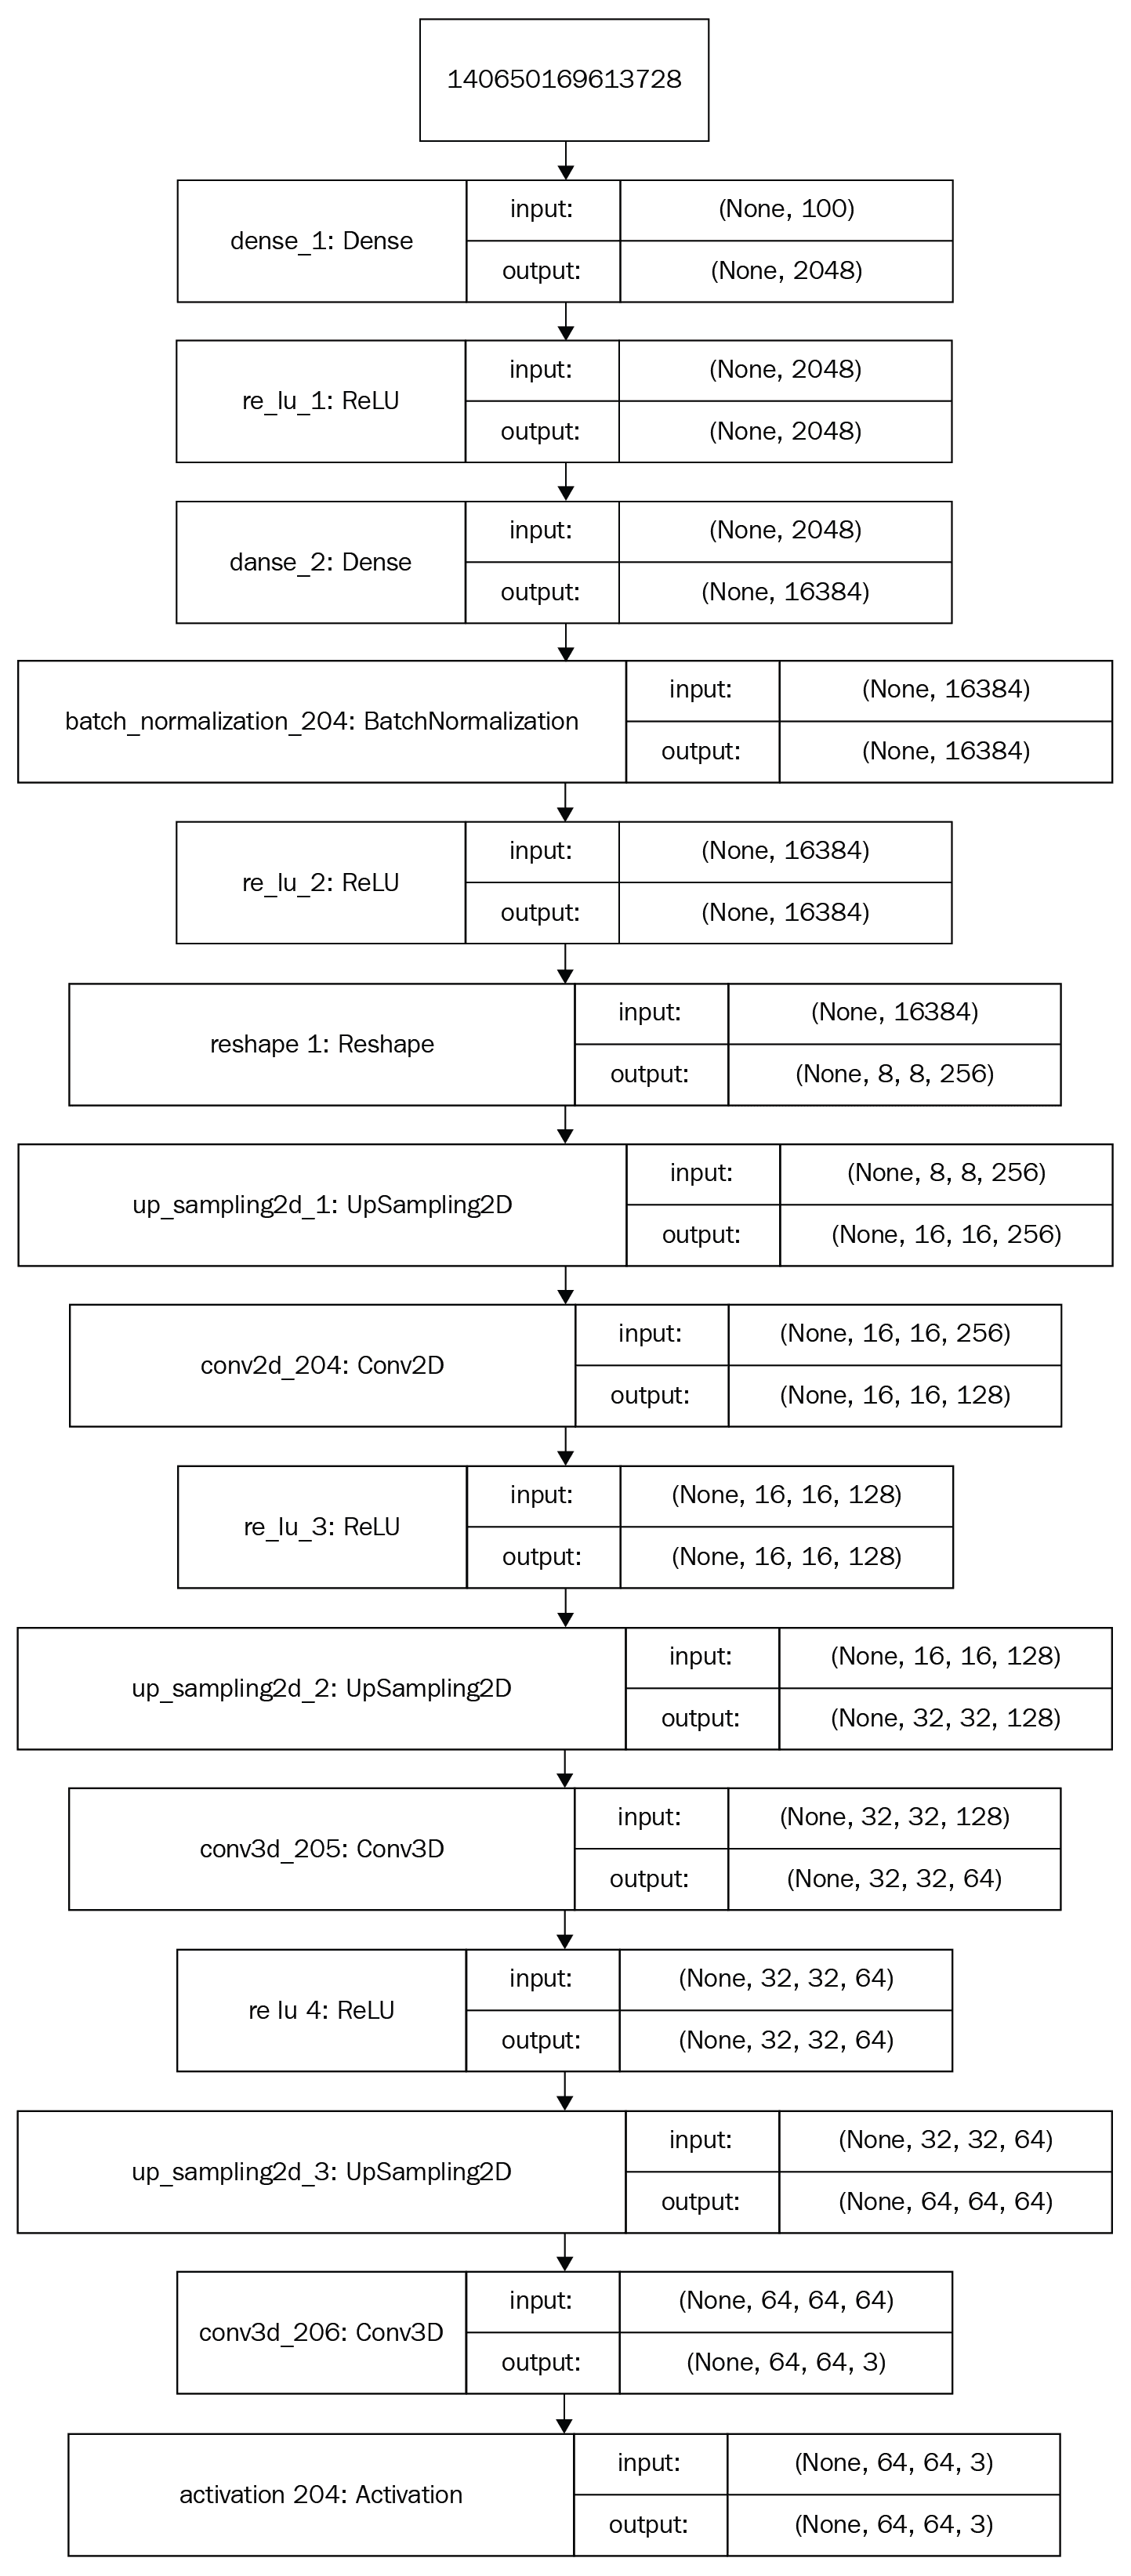 140650169613728
dense_1: Dense
input:
(None, 100)
output:
(None, 2048)
re_lu_1: ReLU
input:
(None, 2048)
output:
(None, 2048)
danse_2: Dense
input:
(None, 2048)
output:
(None, 16384)
batch_normalization_204: BatchNormalization
input:
(None, 16384)
output:
(None, 16384)
re_lu_2: ReLU
input:
(None, 16384)
output:
(None, 16384)
reshape 1: Reshape
input:
(None, 16384)
output:
(None, 8, 8, 256)
up_sampling2d_1: UpSampling2D
input:
(None, 8, 8, 256)
output:
(None, 16, 16, 256)
conv2d_204: Conv2D
input:
(None, 16, 16, 256)
output:
(None, 16, 16, 128)
re_lu_3: ReLU
input:
(None, 16, 16, 128)
output:
(None, 16, 16, 128)
up_sampling2d_2: UpSampling2D
input:
(None, 16, 16, 128)
output:
(None, 32, 32, 128)
conv3d_205: Conv3D
input:
(None, 32, 32, 128)
output:
(None, 32, 32, 64)
re lu 4: ReLU
input:
(None, 32, 32, 64)
output:
(None, 32, 32, 64)
up_sampling2d_3: UpSampling2D
input:
(None, 32, 32, 64)
output:
(None, 64, 64, 64)
conv3d_206: Conv3D
input:
(None, 64, 64, 64)
output:
(None, 64, 64, 3)
activation 204: Activation
input:
(None, 64, 64, 3)
output:
(None, 64, 64, 3)